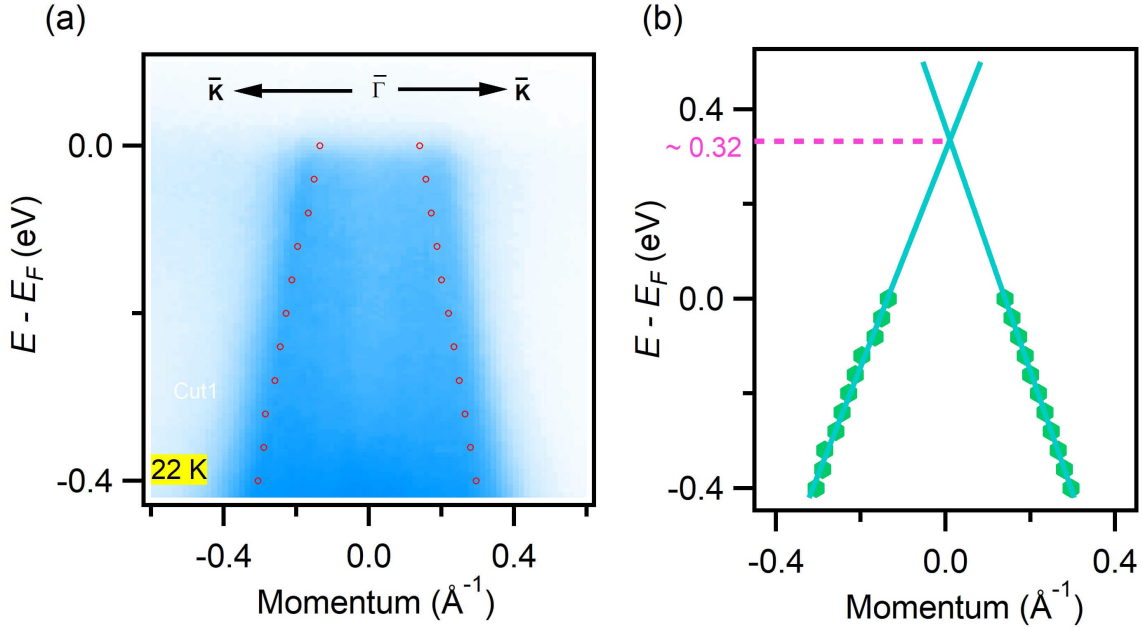 (a)
K̄ Γ̄ K̄
0.0
-0.4
E - E_F (eV)
Cut1
22 K
-0.4 0.0 0.4
Momentum (Å⁻¹)
(b)
0.4
~ 0.32
0.0
-0.4
E - E_F (eV)
-0.4 0.0 0.4
Momentum (Å⁻¹)